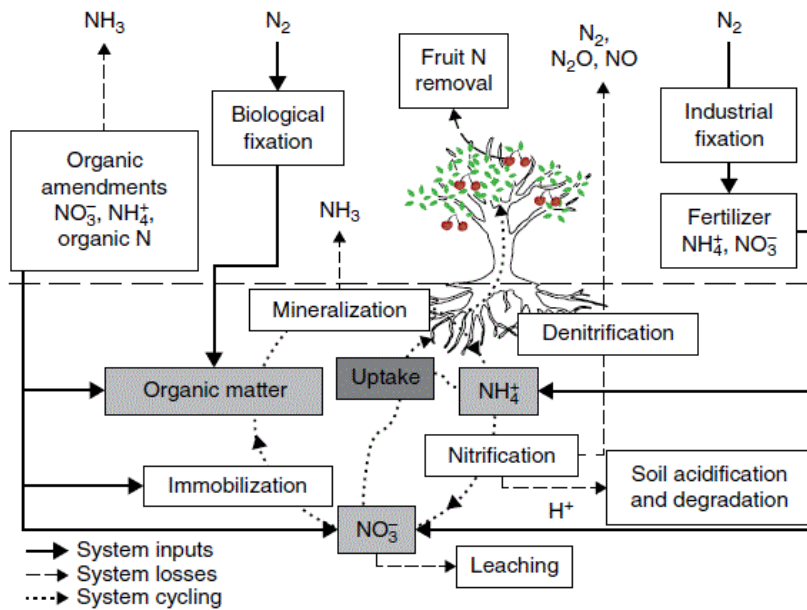 NH₃
N₂
N₂,
N₂O, NO
N₂
Fruit N
removal
Biological
fixation
Industrial
fixation
Organic
amendments
NO₃⁻, NH₄⁺,
organic N
NH₃
Fertilizer
NH₄⁺, NO₃⁻
Mineralization
Denitrification
Organic matter
Uptake
NH₄⁺
Nitrification
Soil acidification
and degradation
Immobilization
H⁺
NO₃⁻
System inputs
System losses
System cycling
Leaching